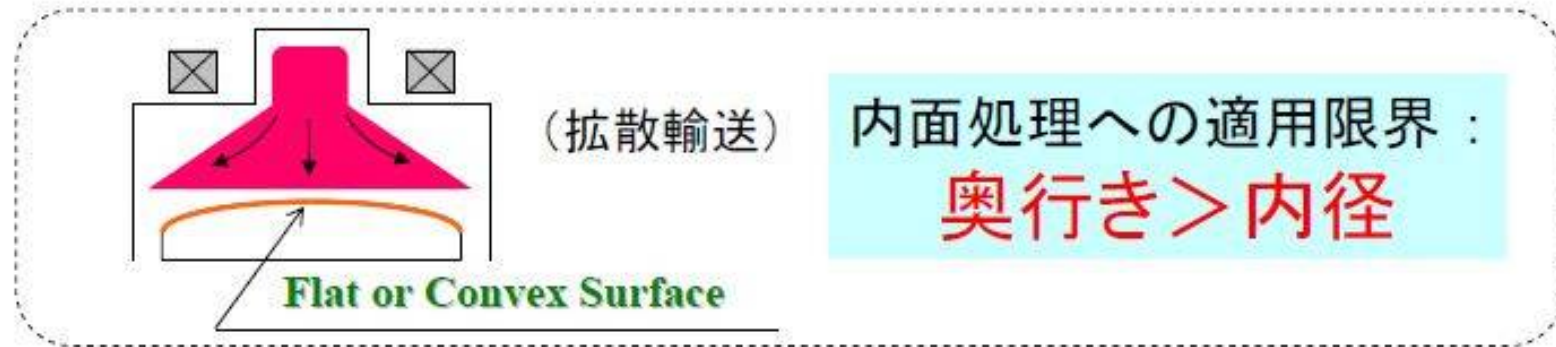 （拡散輸送）
内面処理への適用限界：
奥行き＞内径
Flat or Convex Surface